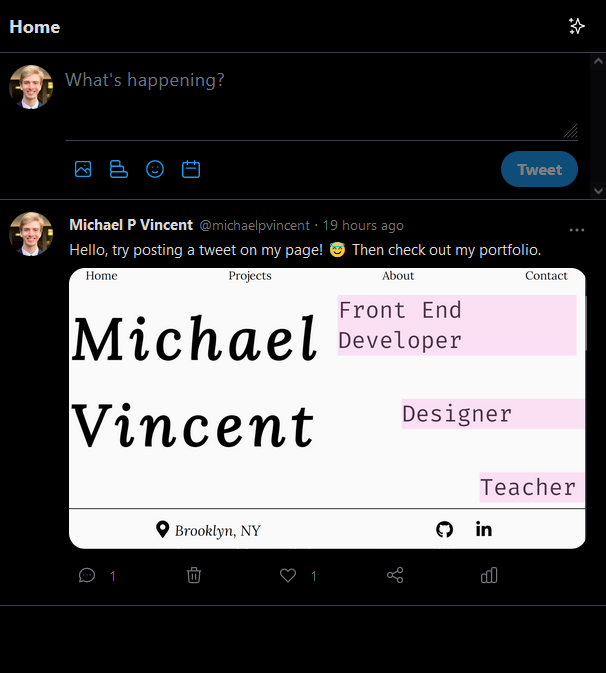 Home
What's happening?
Tweet
Michael P Vincent @michaelpvincent · 19 hours ago
Hello, try posting a tweet on my page! 😇 Then check out my portfolio.
Home Projects About Contact
Michael
Vincent
Front End
Developer
Designer
Teacher
Brooklyn, NY
in
1 1